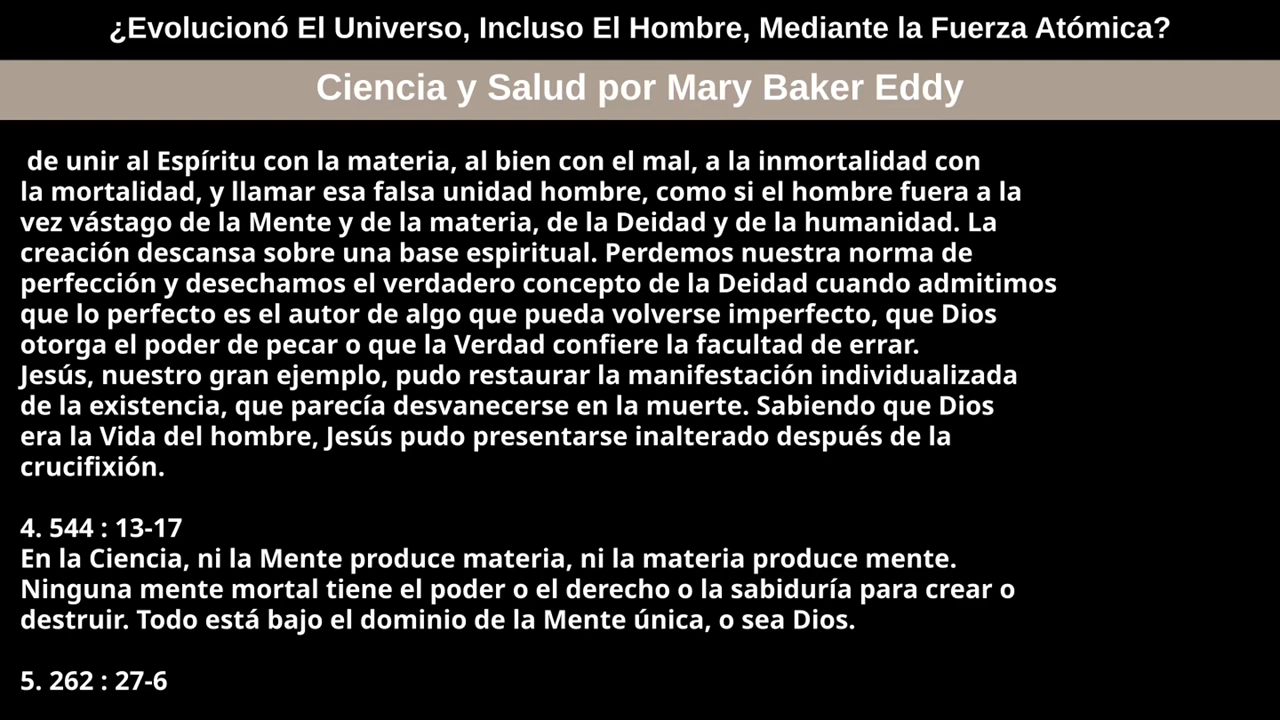 ¿Evolucionó El Universo, Incluso El Hombre, Mediante la Fuerza Atómica?
Ciencia y Salud por Mary Baker Eddy
de unir al Espíritu con la materia, al bien con el mal, a la inmortalidad con
la mortalidad, y llamar esa falsa unidad hombre, como si el hombre fuera a la
vez vástago de la Mente y de la materia, de la Deidad y de la humanidad. La
creación descansa sobre una base espiritual. Perdemos nuestra norma de
perfección y desechamos el verdadero concepto de la Deidad cuando admitimos
que lo perfecto es el autor de algo que pueda volverse imperfecto, que Dios
otorga el poder de pecar o que la Verdad confiere la facultad de errar.
Jesús, nuestro gran ejemplo, pudo restaurar la manifestación individualizada
de la existencia, que parecía desvanecerse en la muerte. Sabiendo que Dios
era la Vida del hombre, Jesús pudo presentarse inalterado después de la
crucifixión.
4. 544 : 13-17
En la Ciencia, ni la Mente produce materia, ni la materia produce mente.
Ninguna mente mortal tiene el poder o el derecho o la sabiduría para crear o
destruir. Todo está bajo el dominio de la Mente única, o sea Dios.
5. 262 : 27-6